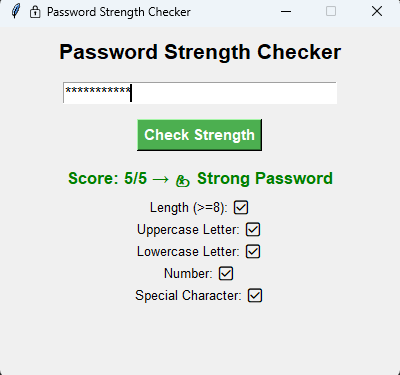 Password Strength Checker
Password Strength Checker
***********
Check Strength
Score: 5/5 → 💪 Strong Password
Length (>=8): ☑
Uppercase Letter: ☑
Lowercase Letter: ☑
Number: ☑
Special Character: ☑